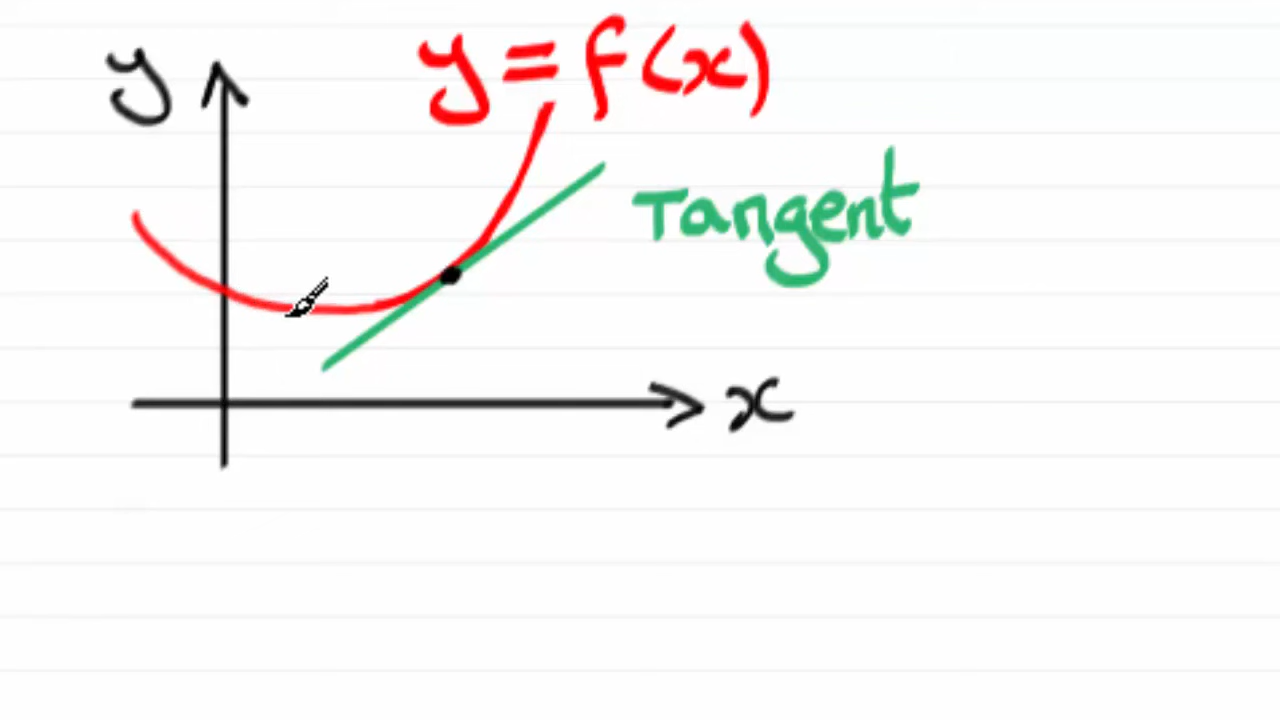 y
y = f(x)
Tangent
x